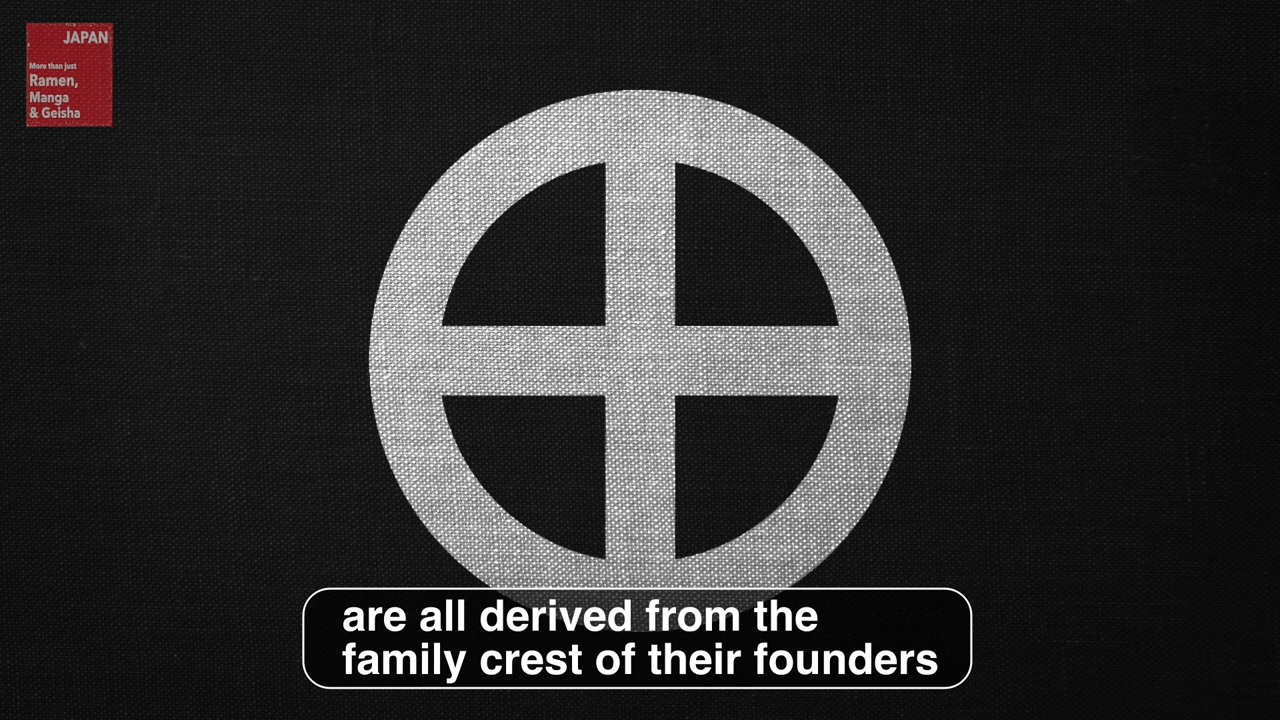 JAPAN
More than just
Ramen,
Manga
& Geisha
are all derived from the
family crest of their founders